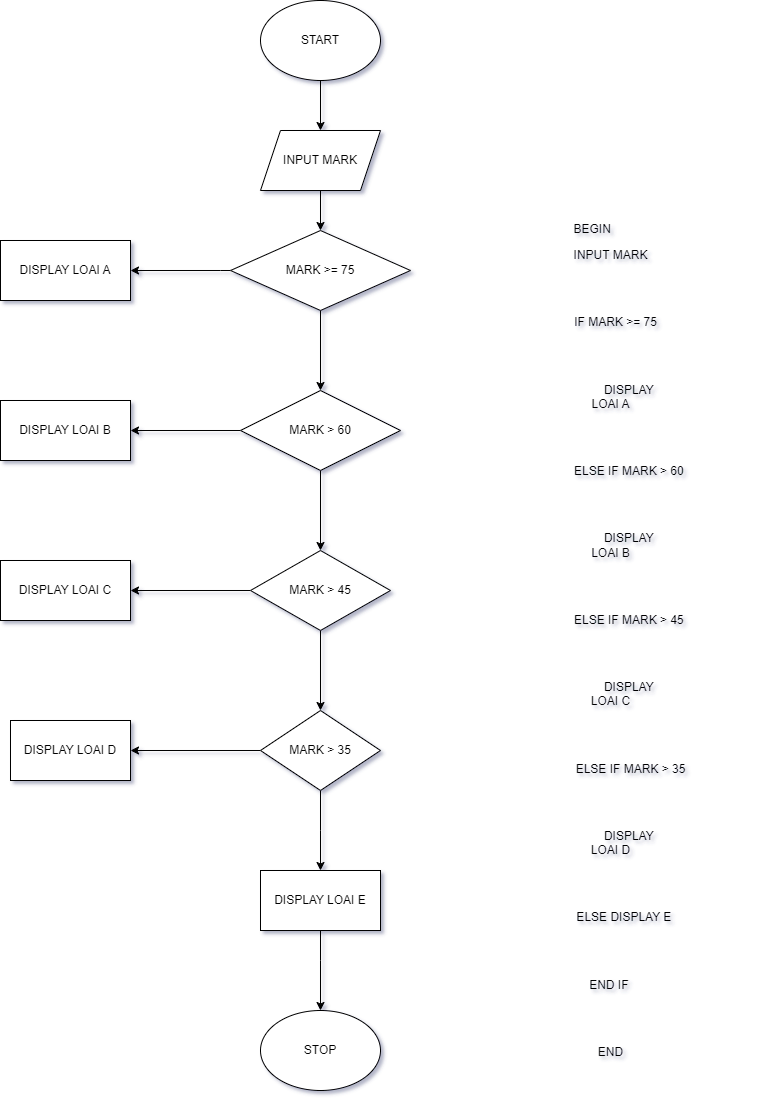 START
INPUT MARK
MARK >= 75
DISPLAY LOAI A
MARK > 60
DISPLAY LOAI B
MARK > 45
DISPLAY LOAI C
MARK > 35
DISPLAY LOAI D
DISPLAY LOAI E
STOP
BEGIN
INPUT MARK
IF MARK >= 75
DISPLAY
LOAI A
ELSE IF MARK > 60
DISPLAY
LOAI B
ELSE IF MARK > 45
DISPLAY
LOAI C
ELSE IF MARK > 35
DISPLAY
LOAI D
ELSE DISPLAY E
END IF
END